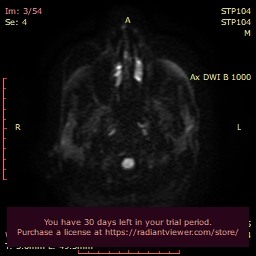 Im: 3/54
Se: 4
A
STP104
STP104
M
Ax DWI B 1000
R
L
You have 30 days left in your trial period.
Purchase a license at https://radiantviewer.com/store/